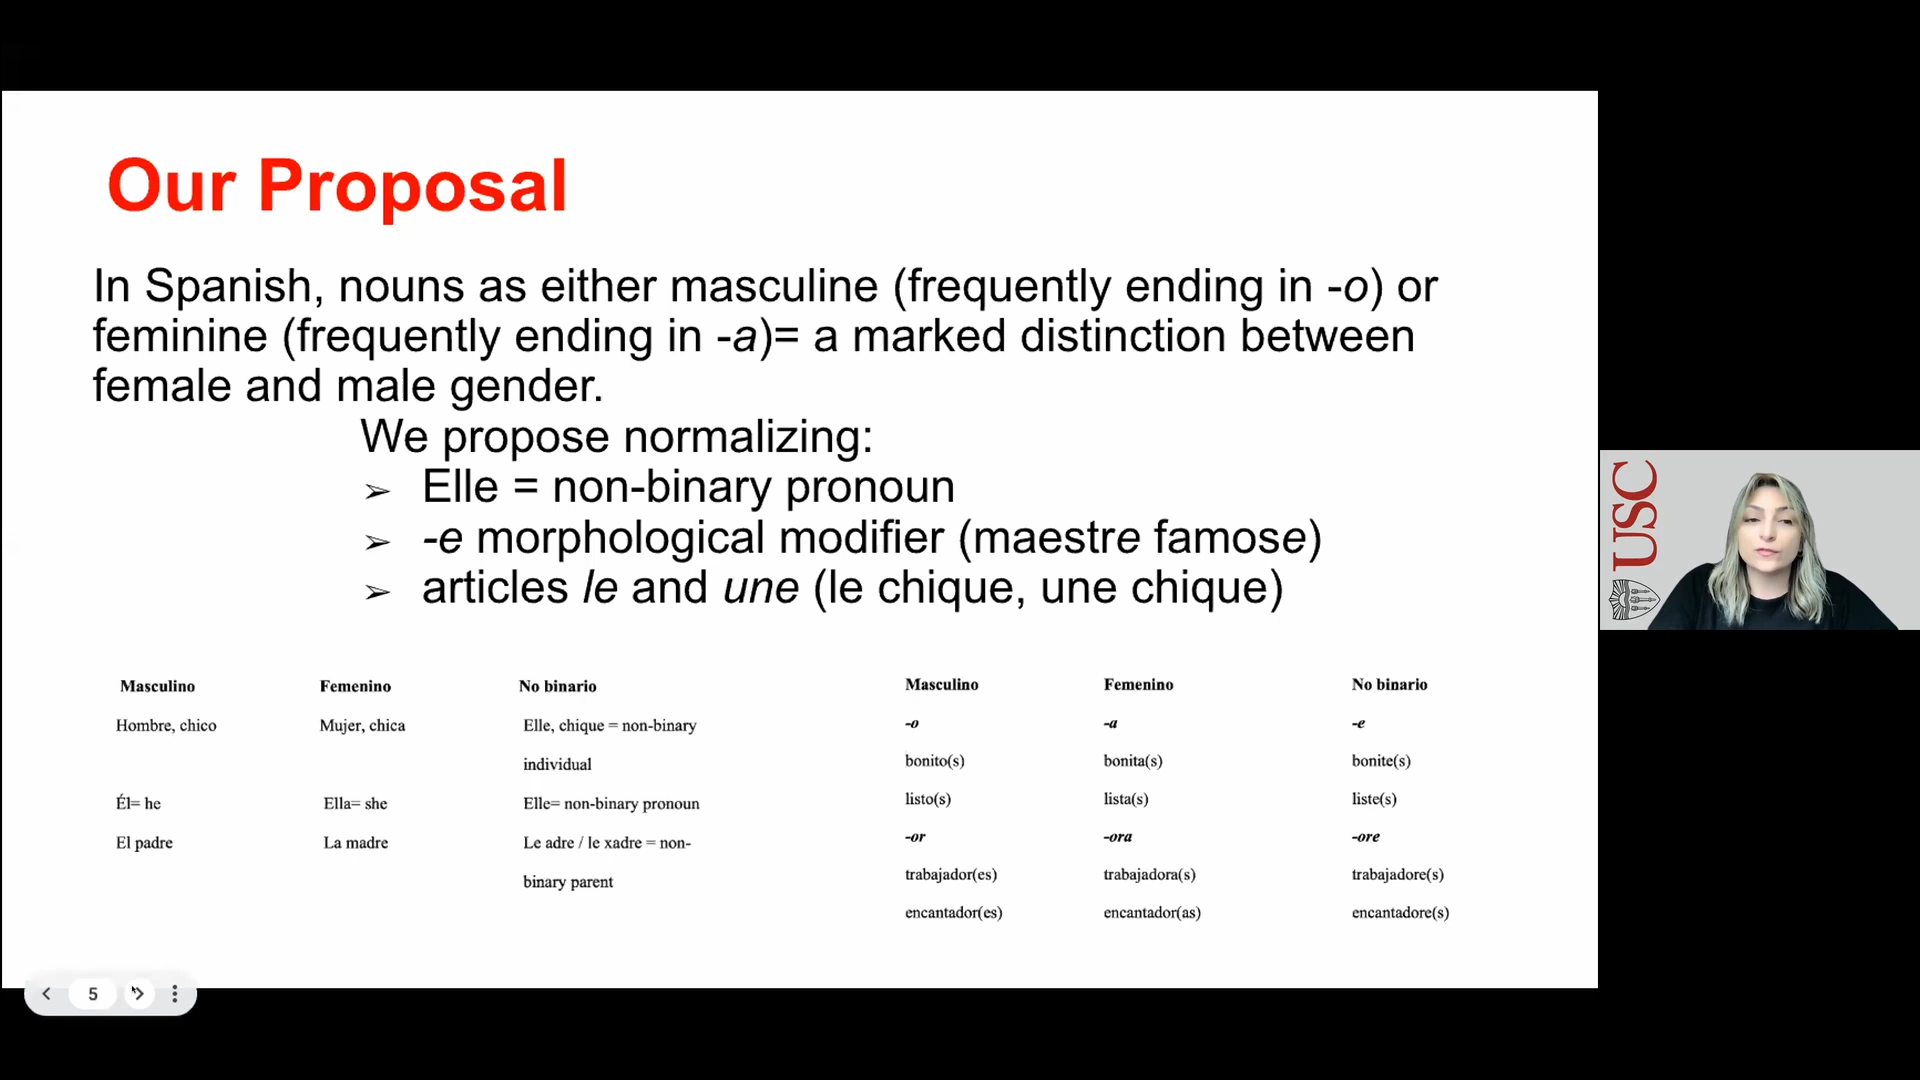 Our Proposal
In Spanish, nouns as either masculine (frequently ending in -o) or
feminine (frequently ending in -a)= a marked distinction between
female and male gender.
We propose normalizing:
➢ Elle = non-binary pronoun
➢ -e morphological modifier (maestre famose)
➢ articles le and une (le chique, une chique)
Masculino Femenino No binario
Hombre, chico Mujer, chica Elle, chique = non-binary
individual
Él= he Ella= she Elle= non-binary pronoun
El padre La madre Le adre / le xadre = non-
binary parent
Masculino Femenino No binario
-o -a -e
bonito(s) bonita(s) bonite(s)
listo(s) lista(s) liste(s)
-or -ora -ore
trabajador(es) trabajadora(s) trabajadore(s)
encantador(es) encantador(as) encantadore(s)
USC
5